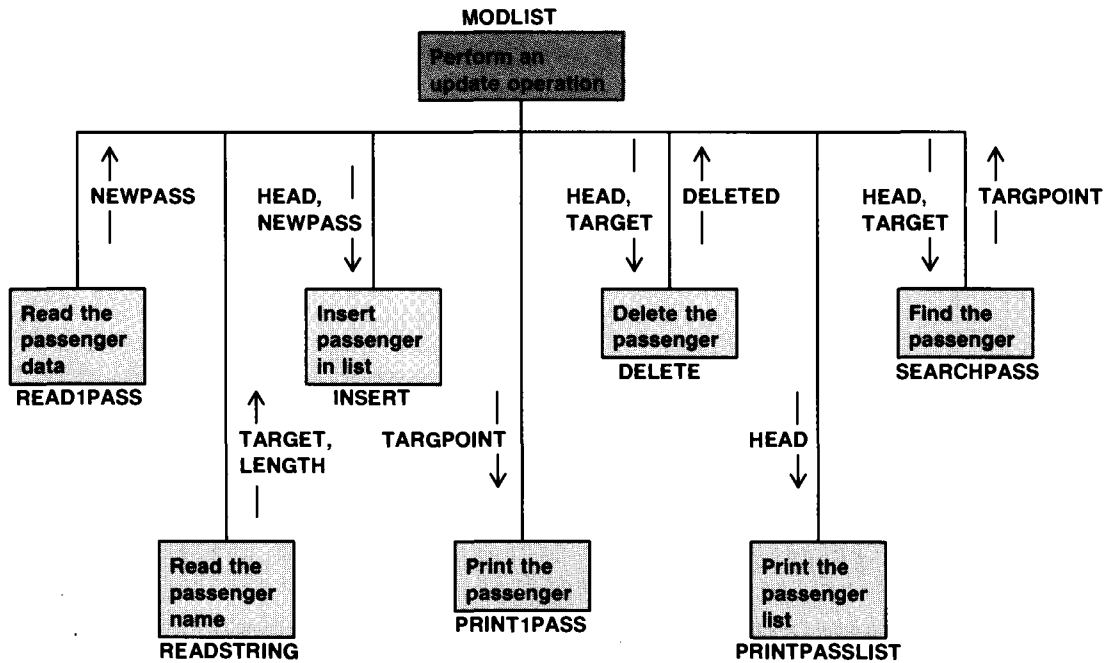 MODLIST
Perform an
update operation
NEWPASS
HEAD,
NEWPASS
HEAD,
TARGET
DELETED
HEAD,
TARGET
TARGPOINT
Read the
passenger
data
READ1PASS
Insert
passenger
in list
INSERT
Delete the
passenger
DELETE
Find the
passenger
SEARCHPASS
TARGET,
LENGTH
TARGPOINT
HEAD
Read the
passenger
name
READSTRING
Print the
passenger
PRINT1PASS
Print the
passenger
list
PRINTPASSLIST